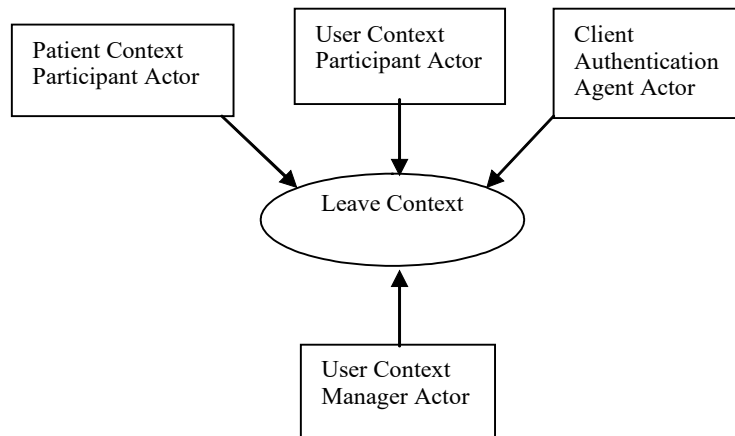 Patient Context
Participant Actor
User Context
Participant Actor
Client
Authentication
Agent Actor
Leave Context
User Context
Manager Actor